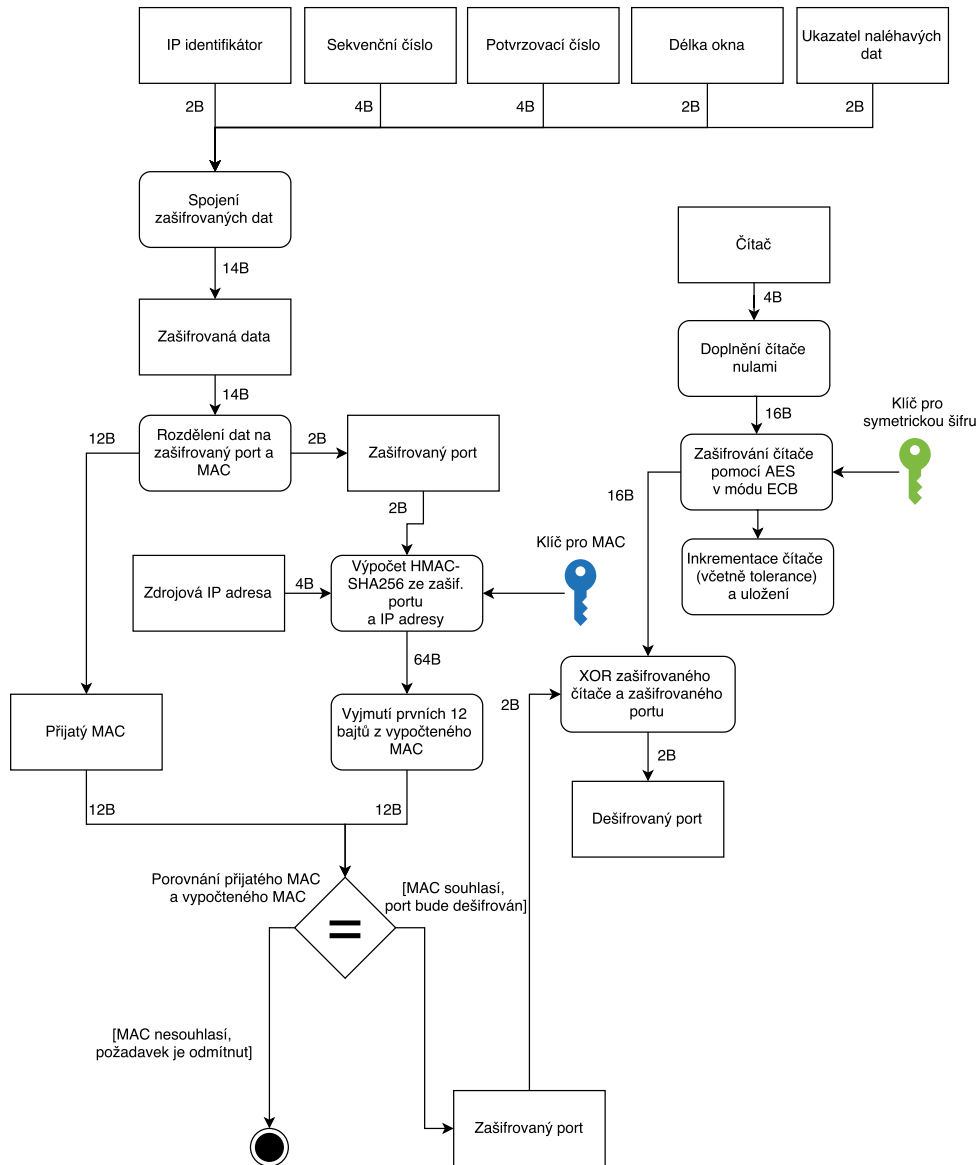 IP identifikátor
Sekvenční číslo
Potvrzovací číslo
Délka okna
Ukazatel naléhavých
dat
2B
4B
4B
2B
2B
Spojení
zašifrovaných dat
14B
Zašifrovaná data
14B
Rozdělení dat na
zašifrovaný port a
MAC
12B
2B
Zašifrovaný port
2B
Zdrojová IP adresa
4B
Výpočet HMAC-
SHA256 ze zašif.
portu
a IP adresy
Klíč pro MAC
64B
Přijatý MAC
Vyjmutí prvních 12
bajtů z vypočteného
MAC
12B
12B
Porovnání přijatého MAC
a vypočteného MAC
=
[MAC souhlasí,
port bude dešifrován]
[MAC nesouhlasí,
požadavek je odmítnut]
Zašifrovaný port
2B
Čítač
4B
Doplnění čítače
nulami
16B
Klíč pro
symetrickou šifru
Zašifrování čítače
pomocí AES
v módu ECB
16B
Inkrementace čítače
(včetně tolerance)
a uložení
XOR zašifrovaného
čítače a zašifrovaného
portu
2B
Dešifrovaný port